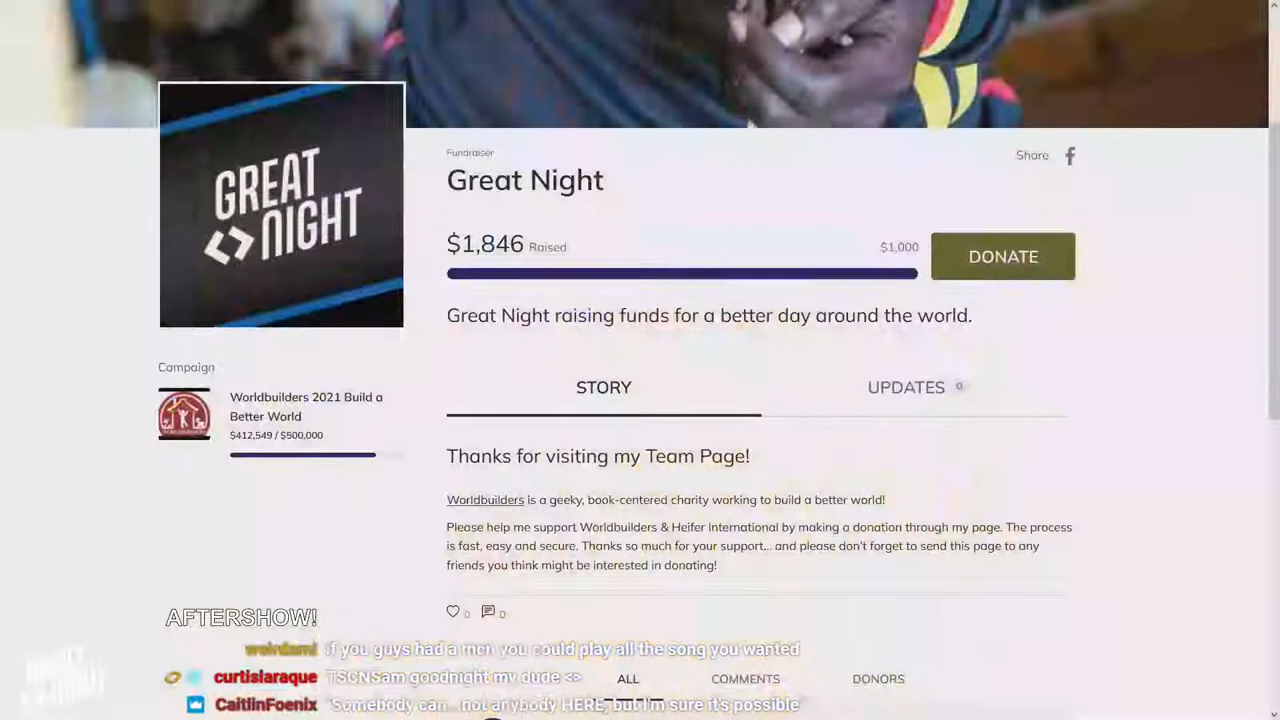 GREAT
<> NIGHT
Fundraiser
Share
Great Night
$1,846 Raised
$1,000
DONATE
Great Night raising funds for a better day around the world.
Campaign
Worldbuilders 2021 Build a
Better World
$412,549 / $500,000
STORY
UPDATES 0
Thanks for visiting my Team Page!
Worldbuilders is a geeky, book-centered charity working to build a better world!
Please help me support Worldbuilders & Heifer International by making a donation through my page. The process
is fast, easy and secure. Thanks so much for your support... and please don't forget to send this page to any
friends you think might be interested in donating!
0 0
AFTERSHOW!
weirdami if you guys had a men you could play all the song you wanted
curtislaraque TSCNSam goodnight my dude <>
ALL COMMENTS DONORS
CaitlinFoenix "Somebody can... not anybody HERE, but I'm sure it's possible"